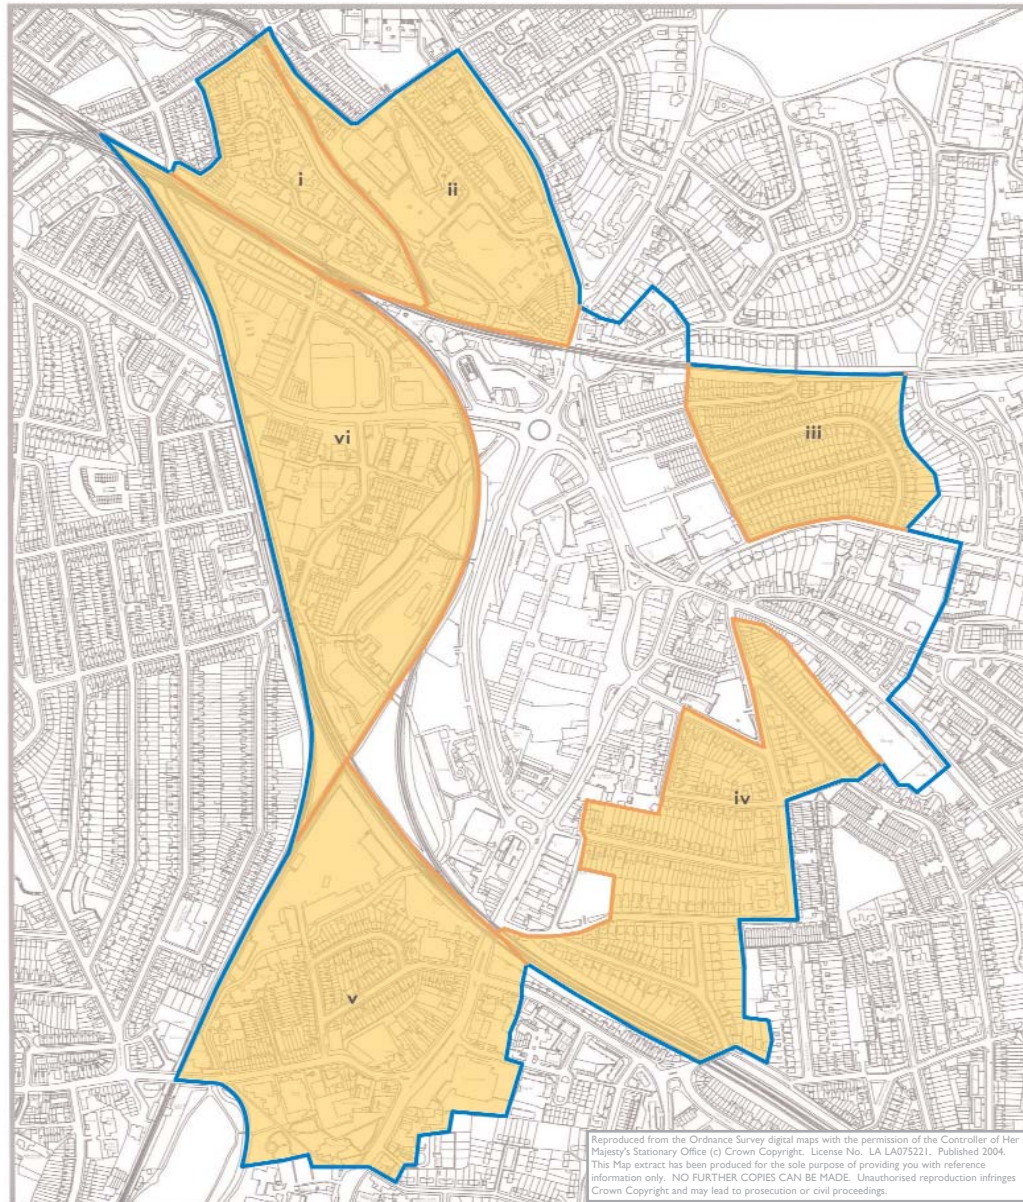 i
ii
iii
vi
iv
v
Reproduced from the Ordnance Survey digital maps with the permission of the Controller of Her
Majesty's Stationary Office (c) Crown Copyright. License No. LA LA075221. Published 2004.
This Map extract has been produced for the sole purpose of providing you with reference
information only. NO FURTHER COPIES CAN BE MADE. Unauthorised reproduction infringes
Crown Copyright and may lead to prosecution or civil proceedings.